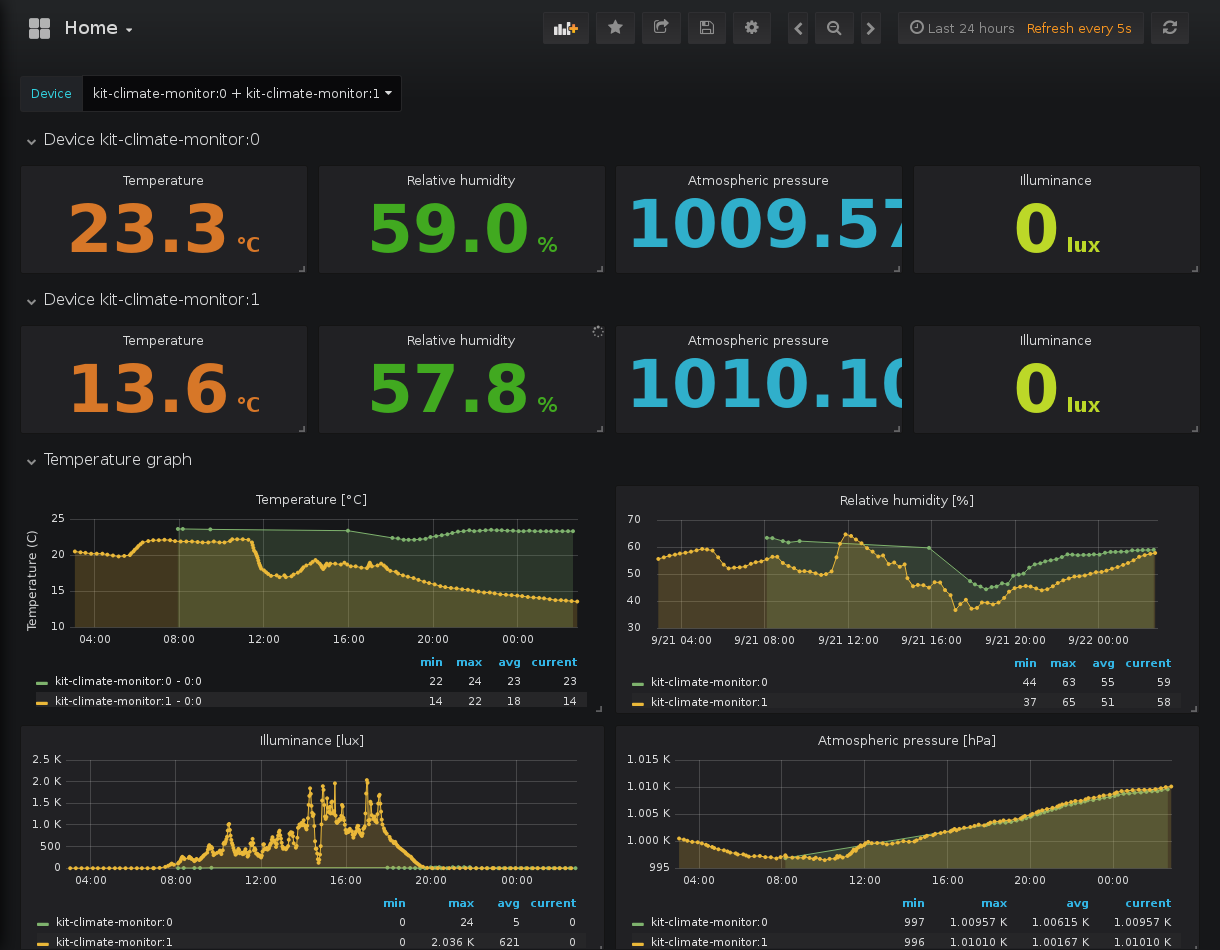 Home
Last 24 hours Refresh every 5s
Device kit-climate-monitor:0 + kit-climate-monitor:1
Device kit-climate-monitor:0
Temperature Relative humidity Atmospheric pressure Illuminance
23.3 °C 59.0 % 1009.57 0 lux
Device kit-climate-monitor:1
Temperature Relative humidity Atmospheric pressure Illuminance
13.6 °C 57.8 % 1010.10 0 lux
Temperature graph
Temperature [°C]
Temperature (C)
25
20
15
10
04:00 08:00 12:00 16:00 20:00 00:00
min max avg current
kit-climate-monitor:0 - 0:0 22 24 23 23
kit-climate-monitor:1 - 0:0 14 22 18 14
Relative humidity [%]
70
60
50
40
30
9/21 04:00 9/21 08:00 9/21 12:00 9/21 16:00 9/21 20:00 9/22 00:00
min max avg current
kit-climate-monitor:0 44 63 55 59
kit-climate-monitor:1 37 65 51 58
Illuminance [lux]
2.5 K
2.0 K
1.5 K
1.0 K
500
0
04:00 08:00 12:00 16:00 20:00 00:00
min max avg current
kit-climate-monitor:0 0 24 5 0
kit-climate-monitor:1 0 2.036 K 621 0
Atmospheric pressure [hPa]
1.015 K
1.010 K
1.005 K
1.000 K
995
04:00 08:00 12:00 16:00 20:00 00:00
min max avg current
kit-climate-monitor:0 997 1.00957 K 1.00615 K 1.00957 K
kit-climate-monitor:1 996 1.01010 K 1.00167 K 1.01010 K